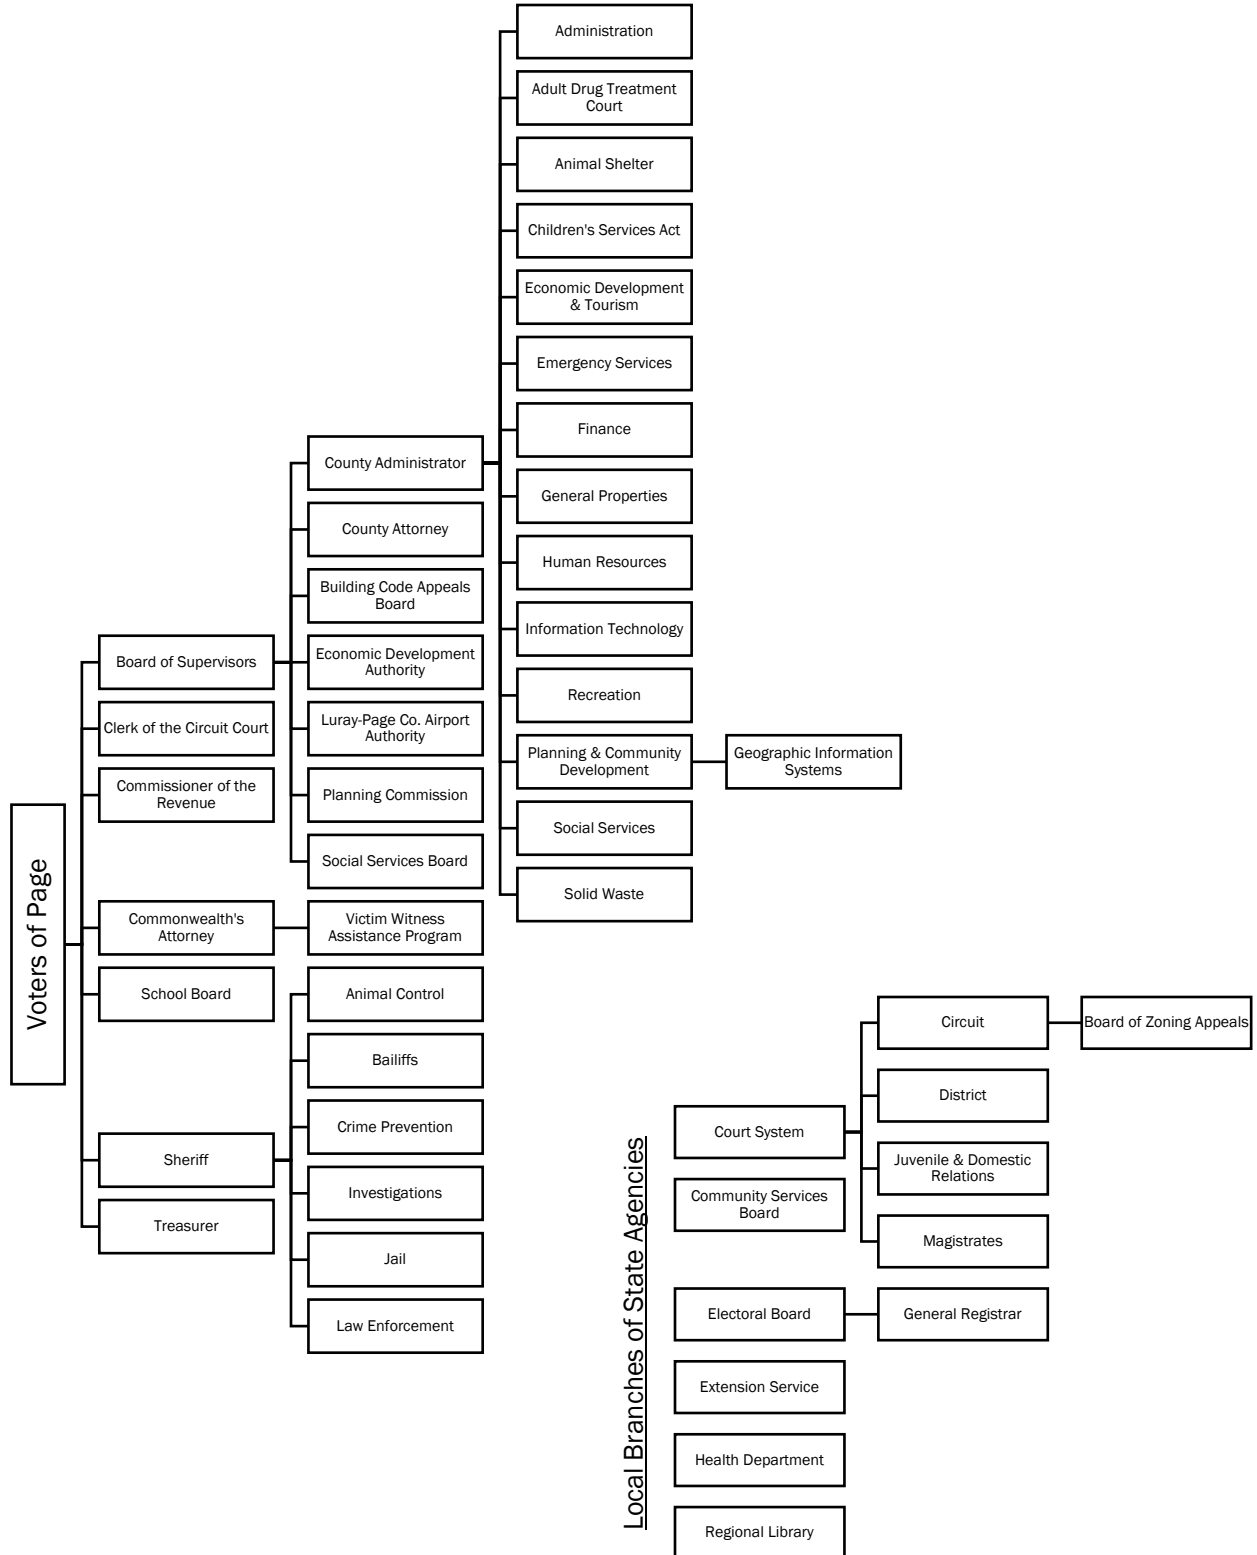 Voters of Page
Board of Supervisors
Clerk of the Circuit Court
Commissioner of the
Revenue
Commonwealth's
Attorney
School Board
Sheriff
Treasurer
County Administrator
County Attorney
Building Code Appeals
Board
Economic Development
Authority
Luray-Page Co. Airport
Authority
Planning Commission
Social Services Board
Victim Witness
Assistance Program
Animal Control
Bailiffs
Crime Prevention
Investigations
Jail
Law Enforcement
Administration
Adult Drug Treatment
Court
Animal Shelter
Children's Services Act
Economic Development
& Tourism
Emergency Services
Finance
General Properties
Human Resources
Information Technology
Recreation
Planning & Community
Development
Social Services
Solid Waste
Geographic Information
Systems
Local Branches of State Agencies
Court System
Community Services
Board
Electoral Board
Extension Service
Health Department
Regional Library
Circuit
District
Juvenile & Domestic
Relations
Magistrates
General Registrar
Board of Zoning Appeals